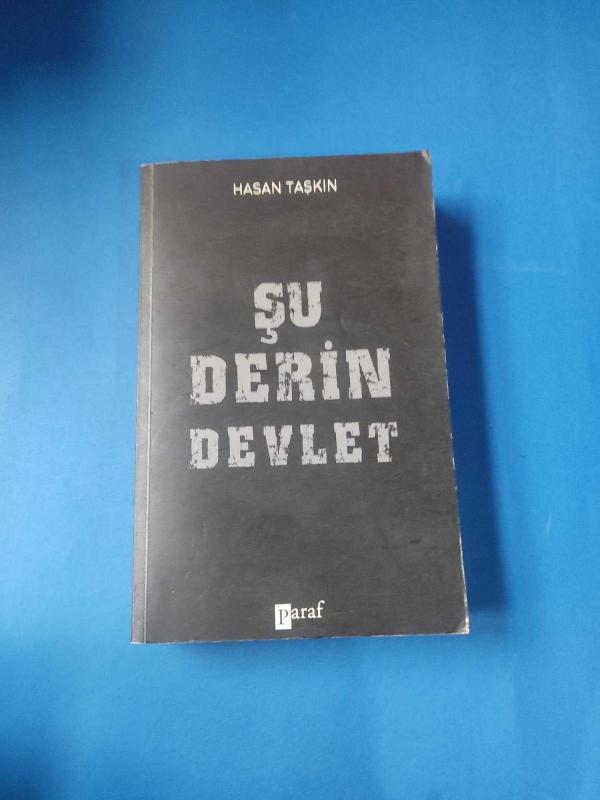 HASAN TAŞKIN
ŞU
DERİN
DEVLET
paraf